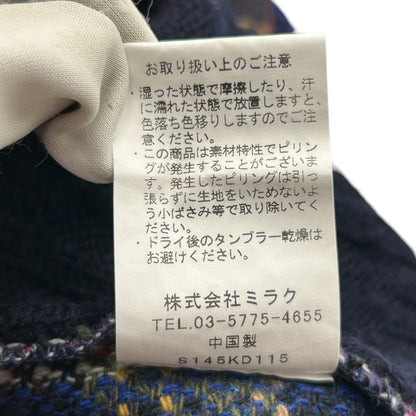 お取り扱い上のご注意
・湿った状態で摩擦したり、汗
に濡れた状態で放置しますと、
色落ち色移りしますのでご注
意ください。
・この商品は素材特性でピリン
グが発生することがございま
す。発生したピリングは引っ
張らずに生地をいためないよ
う小ばさみ等で取り除いてく
ださい。
・ドライ後のタンブラー乾燥は
お避けください。
株式会社ミラク
TEL.03-5775-4655
中国製
S145KD115